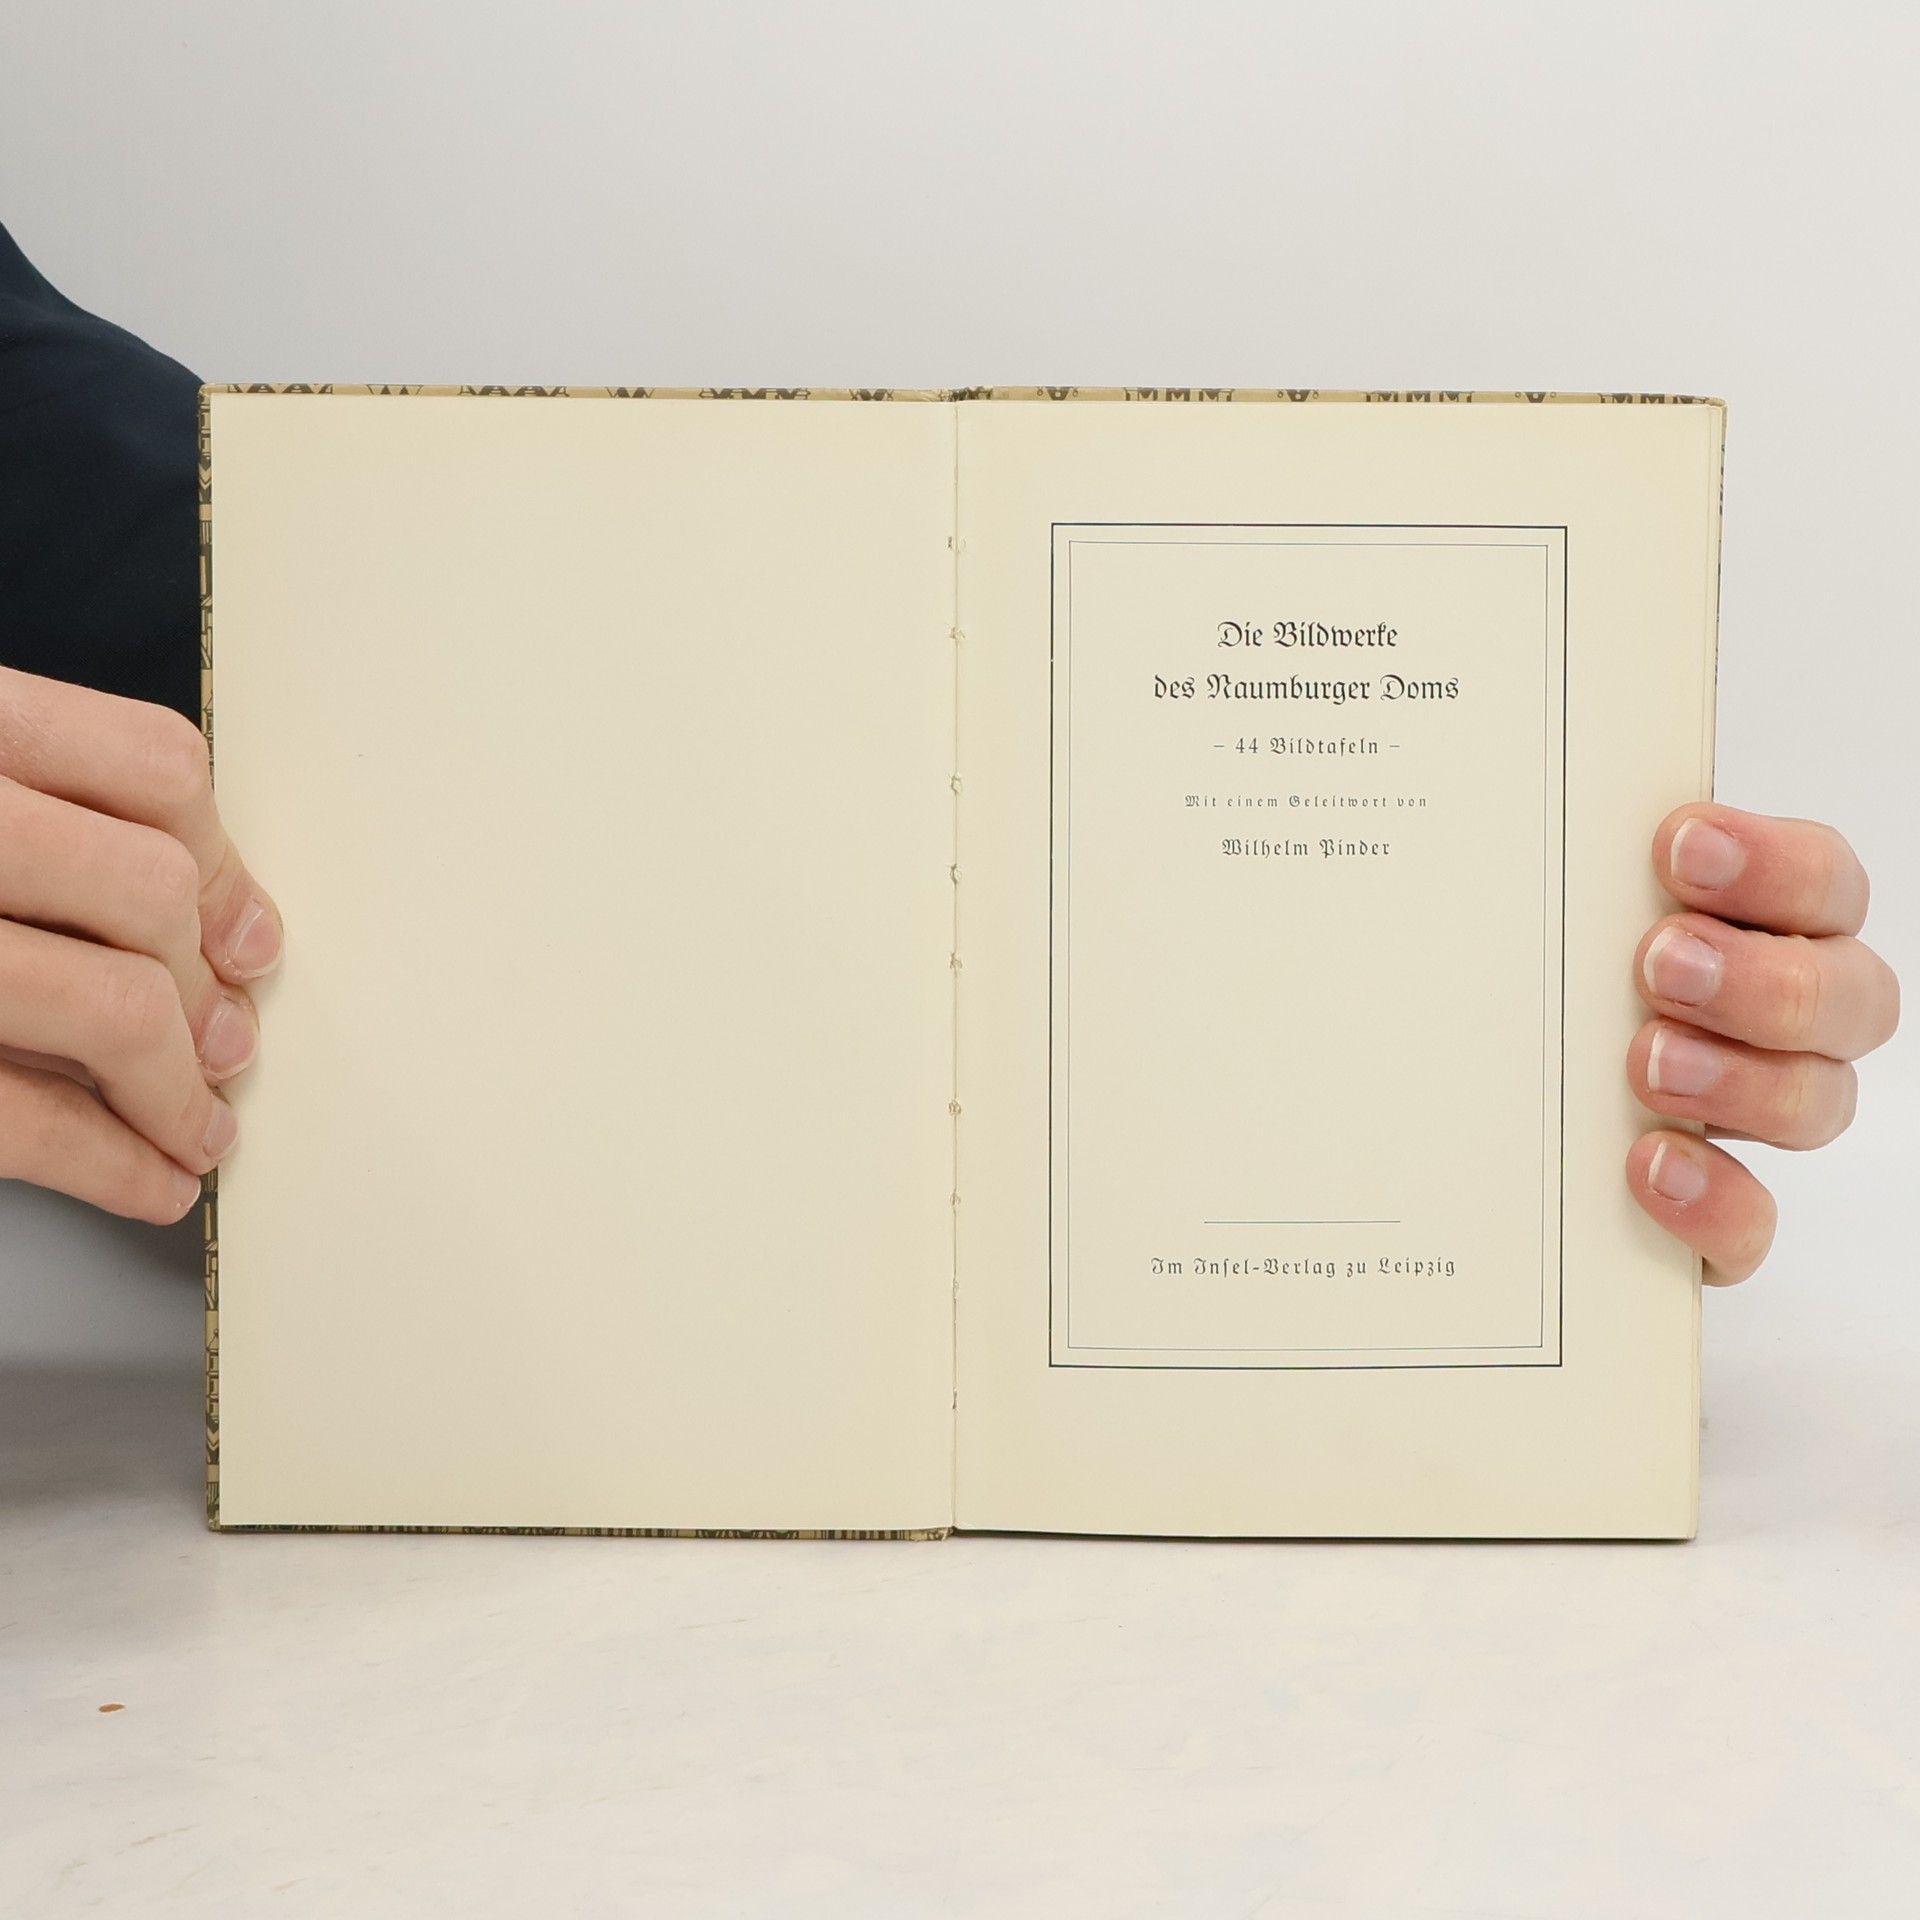 Die Bildwerke
des Naumburger Doms
– 44 Bildtafeln –
Mit einem Geleitwort von
Wilhelm Pinder
Im Insel-Verlag zu Leipzig